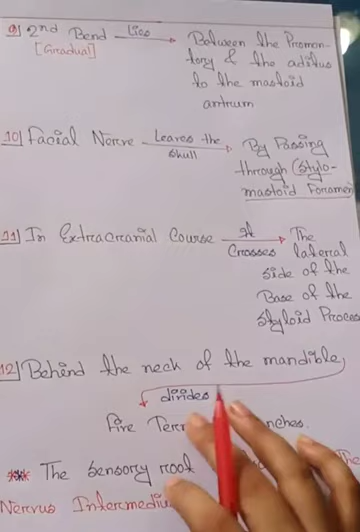 9) 2nd Bend Lies → Between the Promon-
[Gradual] tory & the aditus
to the mastoid
antrum
10) Facial Nerve Leaves the skull → By Passing
through (Stylo-
mastoid Foramen
11) In Extracranial Course It Crosses → The
lateral
side of the
Base of the
Styloid Process
12) Behind the neck of the mandible,
divides
Five
The sensory root
The
Nervus